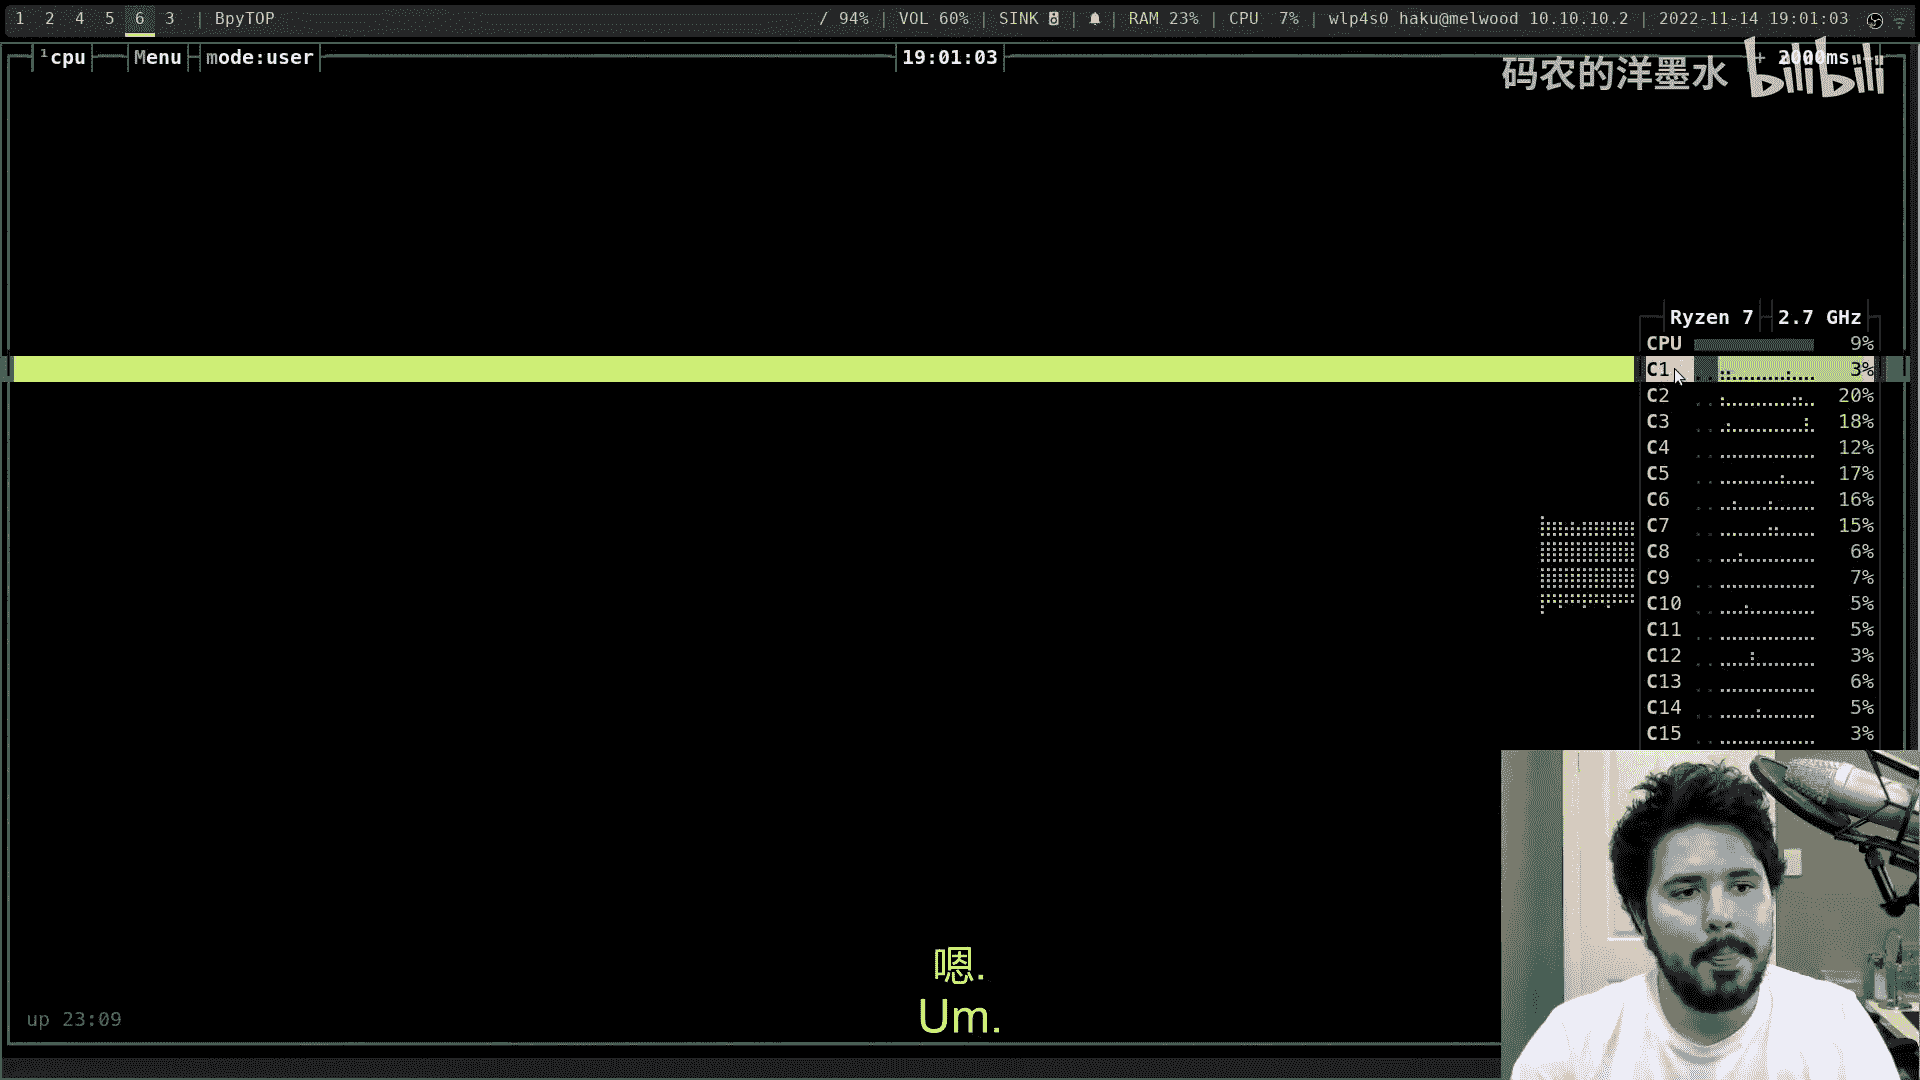 1 2 4 5 6 3 | BpyTOP / 94% | VOL 60% | SINK | | RAM 23% | CPU 7% | wlp4s0 haku@melwood 10.10.10.2 | 2022-11-14 19:01:03
¹cpu Menu mode:user 19:01:03 + 2000ms
码农的洋墨水 bilibili
Ryzen 7 2.7 GHz
CPU 9%
C1 3%
C2 20%
C3 18%
C4 12%
C5 17%
C6 16%
C7 15%
C8 6%
C9 7%
C10 5%
C11 5%
C12 3%
C13 6%
C14 5%
C15 3%
嗯.
Um.
up 23:09